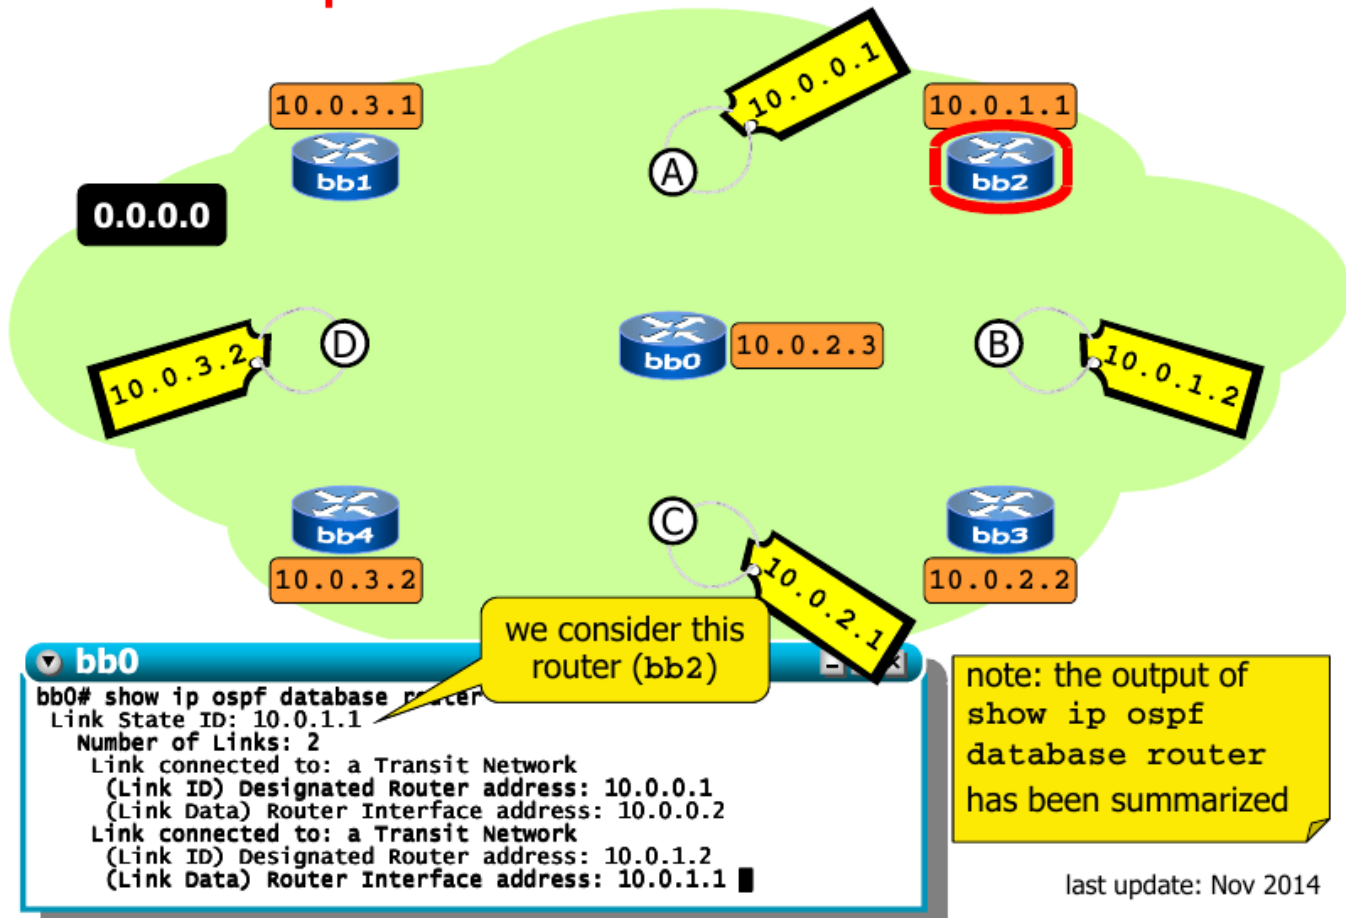 10.0.0.1
10.0.3.1
10.0.1.1
bb1
A
bb2
0.0.0.0
10.0.3.2
D
bb0
10.0.2.3
B
10.0.1.2
bb4
C
bb3
10.0.3.2
10.0.2.1
10.0.2.2
we consider this
router (bb2)
bb0
bb0# show ip ospf database router
Link State ID: 10.0.1.1
Number of Links: 2
Link connected to: a Transit Network
(Link ID) Designated Router address: 10.0.0.1
(Link Data) Router Interface address: 10.0.0.2
Link connected to: a Transit Network
(Link ID) Designated Router address: 10.0.1.2
(Link Data) Router Interface address: 10.0.1.1
note: the output of
show ip ospf
database router
has been summarized
last update: Nov 2014